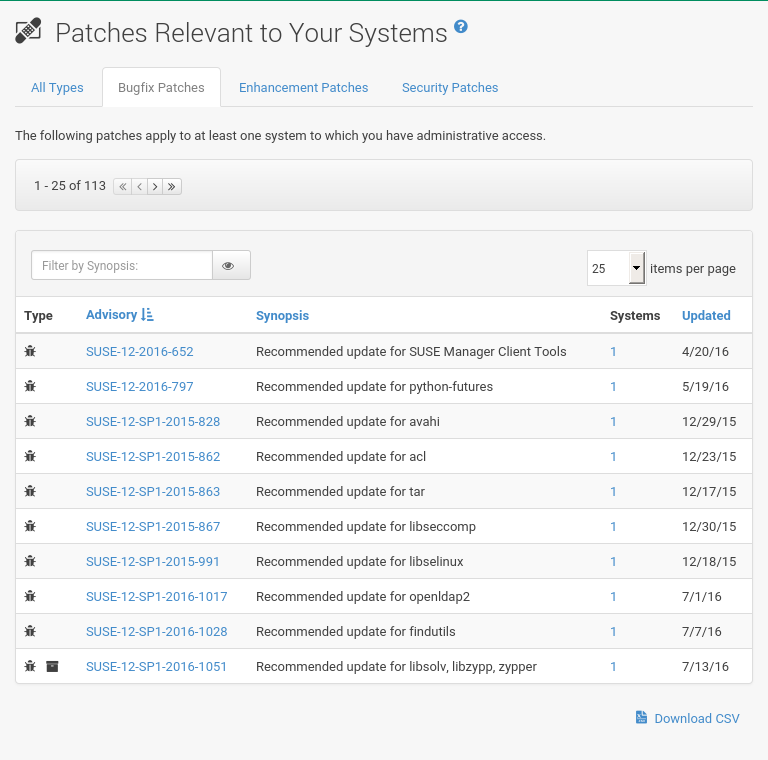 Patches Relevant to Your Systems ?
All Types Bugfix Patches Enhancement Patches Security Patches
The following patches apply to at least one system to which you have administrative access.
1 - 25 of 113
Filter by Synopsis: 25 items per page
Type Advisory Synopsis Systems Updated
SUSE-12-2016-652 Recommended update for SUSE Manager Client Tools 1 4/20/16
SUSE-12-2016-797 Recommended update for python-futures 1 5/19/16
SUSE-12-SP1-2015-828 Recommended update for avahi 1 12/29/15
SUSE-12-SP1-2015-862 Recommended update for acl 1 12/23/15
SUSE-12-SP1-2015-863 Recommended update for tar 1 12/17/15
SUSE-12-SP1-2015-867 Recommended update for libseccomp 1 12/30/15
SUSE-12-SP1-2015-991 Recommended update for libselinux 1 12/18/15
SUSE-12-SP1-2016-1017 Recommended update for openldap2 1 7/1/16
SUSE-12-SP1-2016-1028 Recommended update for findutils 1 7/7/16
SUSE-12-SP1-2016-1051 Recommended update for libsolv, libzypp, zypper 1 7/13/16
Download CSV